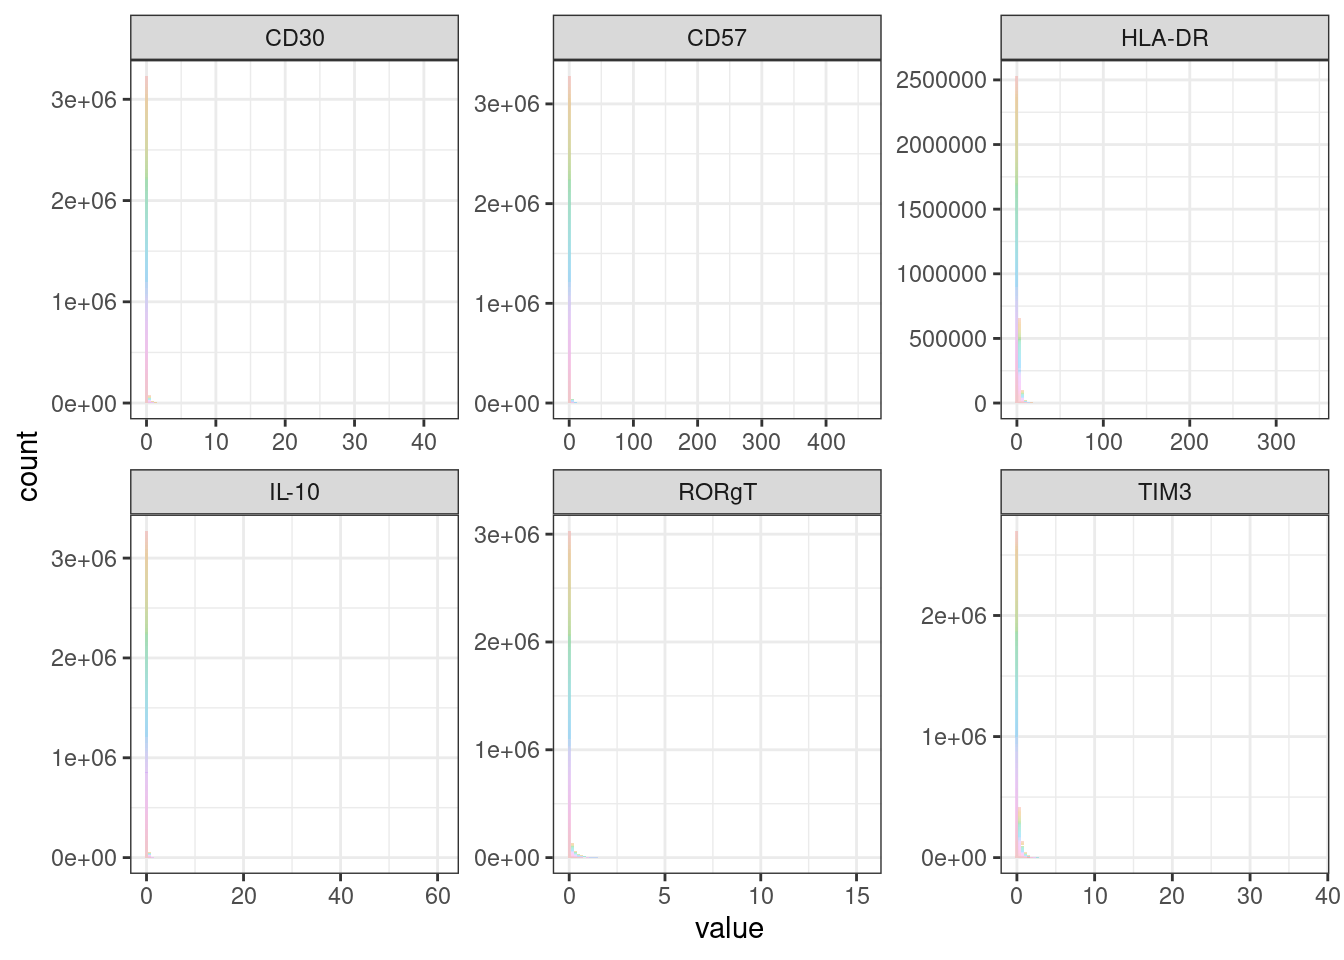 CD30 CD57 HLA-DR
3e+06
2e+06
1e+06
0e+00
0 10 20 30 40
3e+06
2e+06
1e+06
0e+00
0 100 200 300 400
2500000
2000000
1500000
1000000
500000
0
0 100 200 300
count
IL-10 RORgT TIM3
3e+06
2e+06
1e+06
0e+00
0 20 40 60
3e+06
2e+06
1e+06
0e+00
0 5 10 15
2e+06
1e+06
0e+00
0 10 20 30 40
value